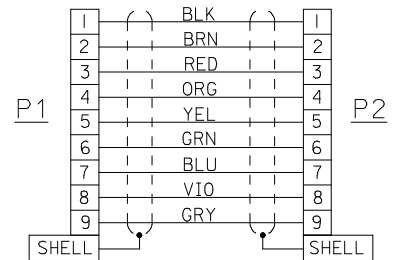 1 BLK 1
2 BRN 2
3 RED 3
4 ORG 4
P1 P2
5 YEL 5
6 GRN 6
7 BLU 7
8 VIO 8
9 GRY 9
SHELL SHELL